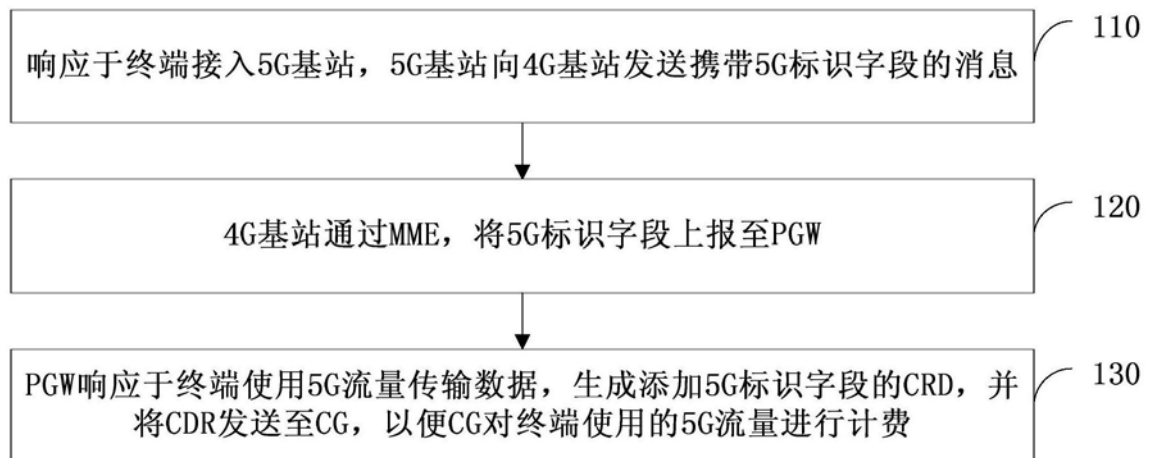 响应于终端接入5G基站，5G基站向4G基站发送携带5G标识字段的消息
110
4G基站通过MME，将5G标识字段上报至PGW
120
PGW响应于终端使用5G流量传输数据，生成添加5G标识字段的CRD，并
将CDR发送至CG，以便CG对终端使用的5G流量进行计费
130